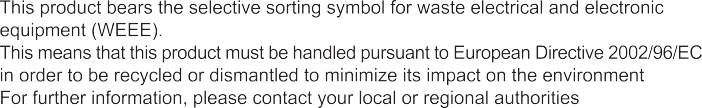 This product bears the selective sorting symbol for waste electrical and electronic
equipment (WEEE).
This means that this product must be handled pursuant to European Directive 2002/96/EC
in order to be recycled or dismantled to minimize its impact on the environment
For further information, please contact your local or regional authorities